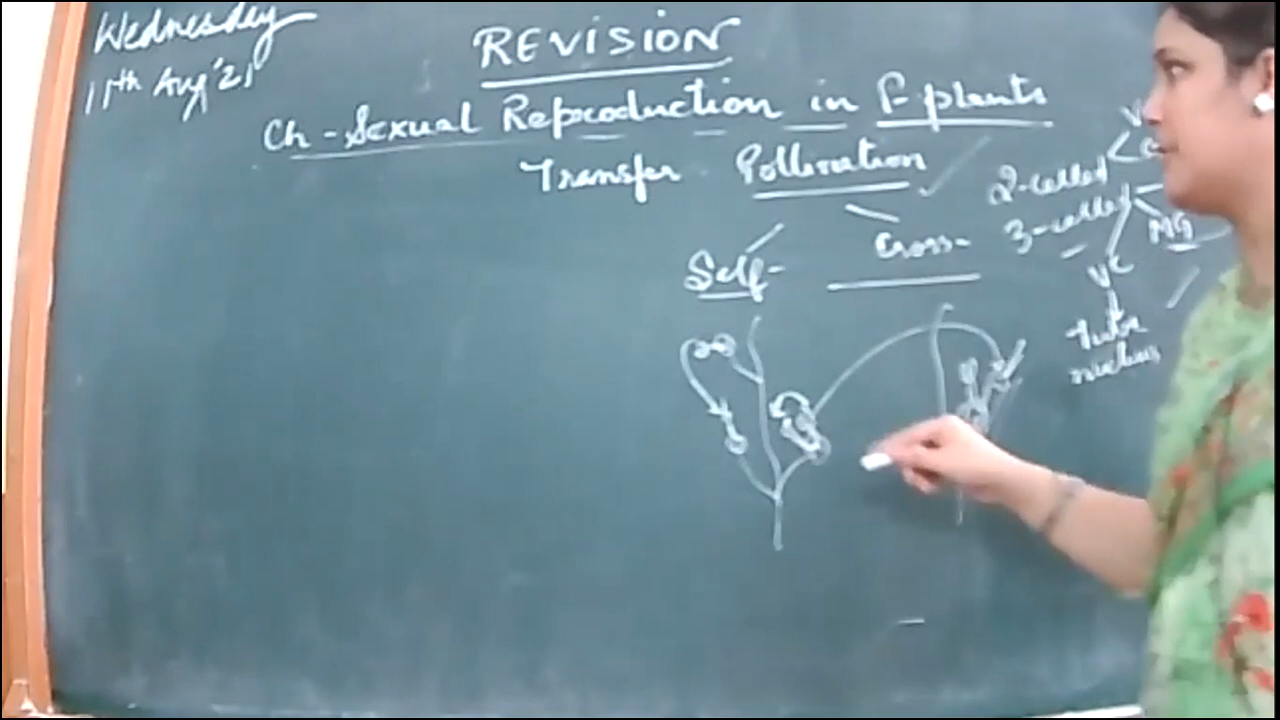 Wednesday
11th Aug '21
REVISION
Ch - Sexual Reproduction in F-plants
Transfer Pollination
Self-
Cross-
2-celled
3-celled
MG
VC
Tube
nucleus